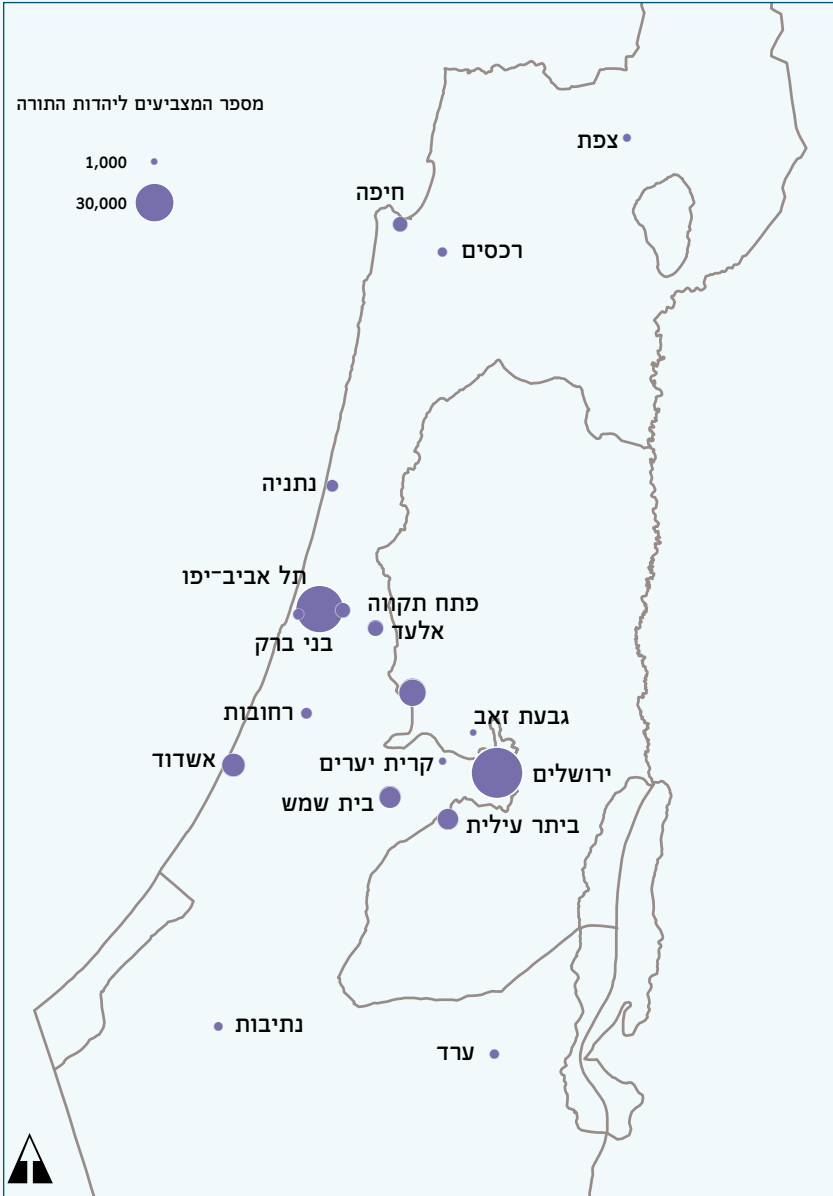 מספר המצביעים ליהדות התורה
1,000
30,000
צפת
חיפה
רכסים
נתניה
תל אביב-יפו
פתח תקווה
אלעד
בני ברק
רחובות
גבעת זאב
אשדוד
קרית יערים
ירושלים
בית שמש
ביתר עילית
נתיבות
ערד